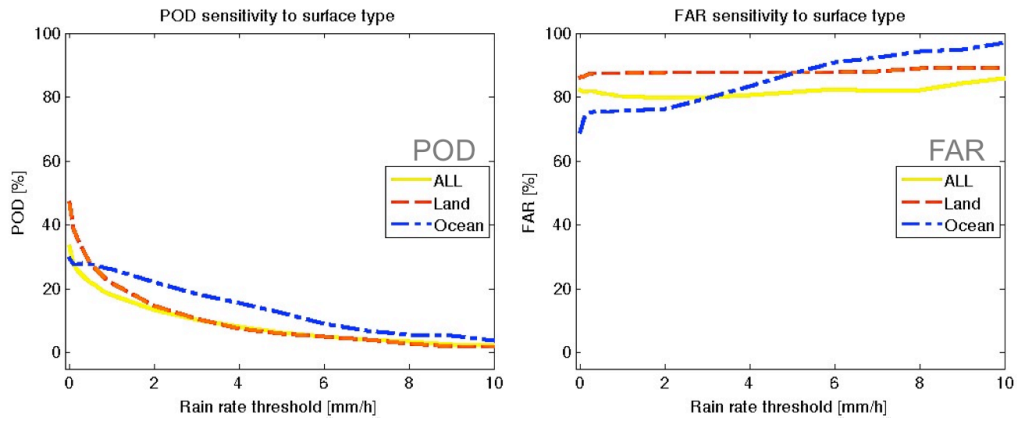 POD sensitivity to surface type
100
80
60
40
20
0
POD [%]
POD
ALL
Land
Ocean
0 2 4 6 8 10
Rain rate threshold [mm/h]
FAR sensitivity to surface type
100
80
60
40
20
0
FAR [%]
FAR
ALL
Land
Ocean
0 2 4 6 8 10
Rain rate threshold [mm/h]